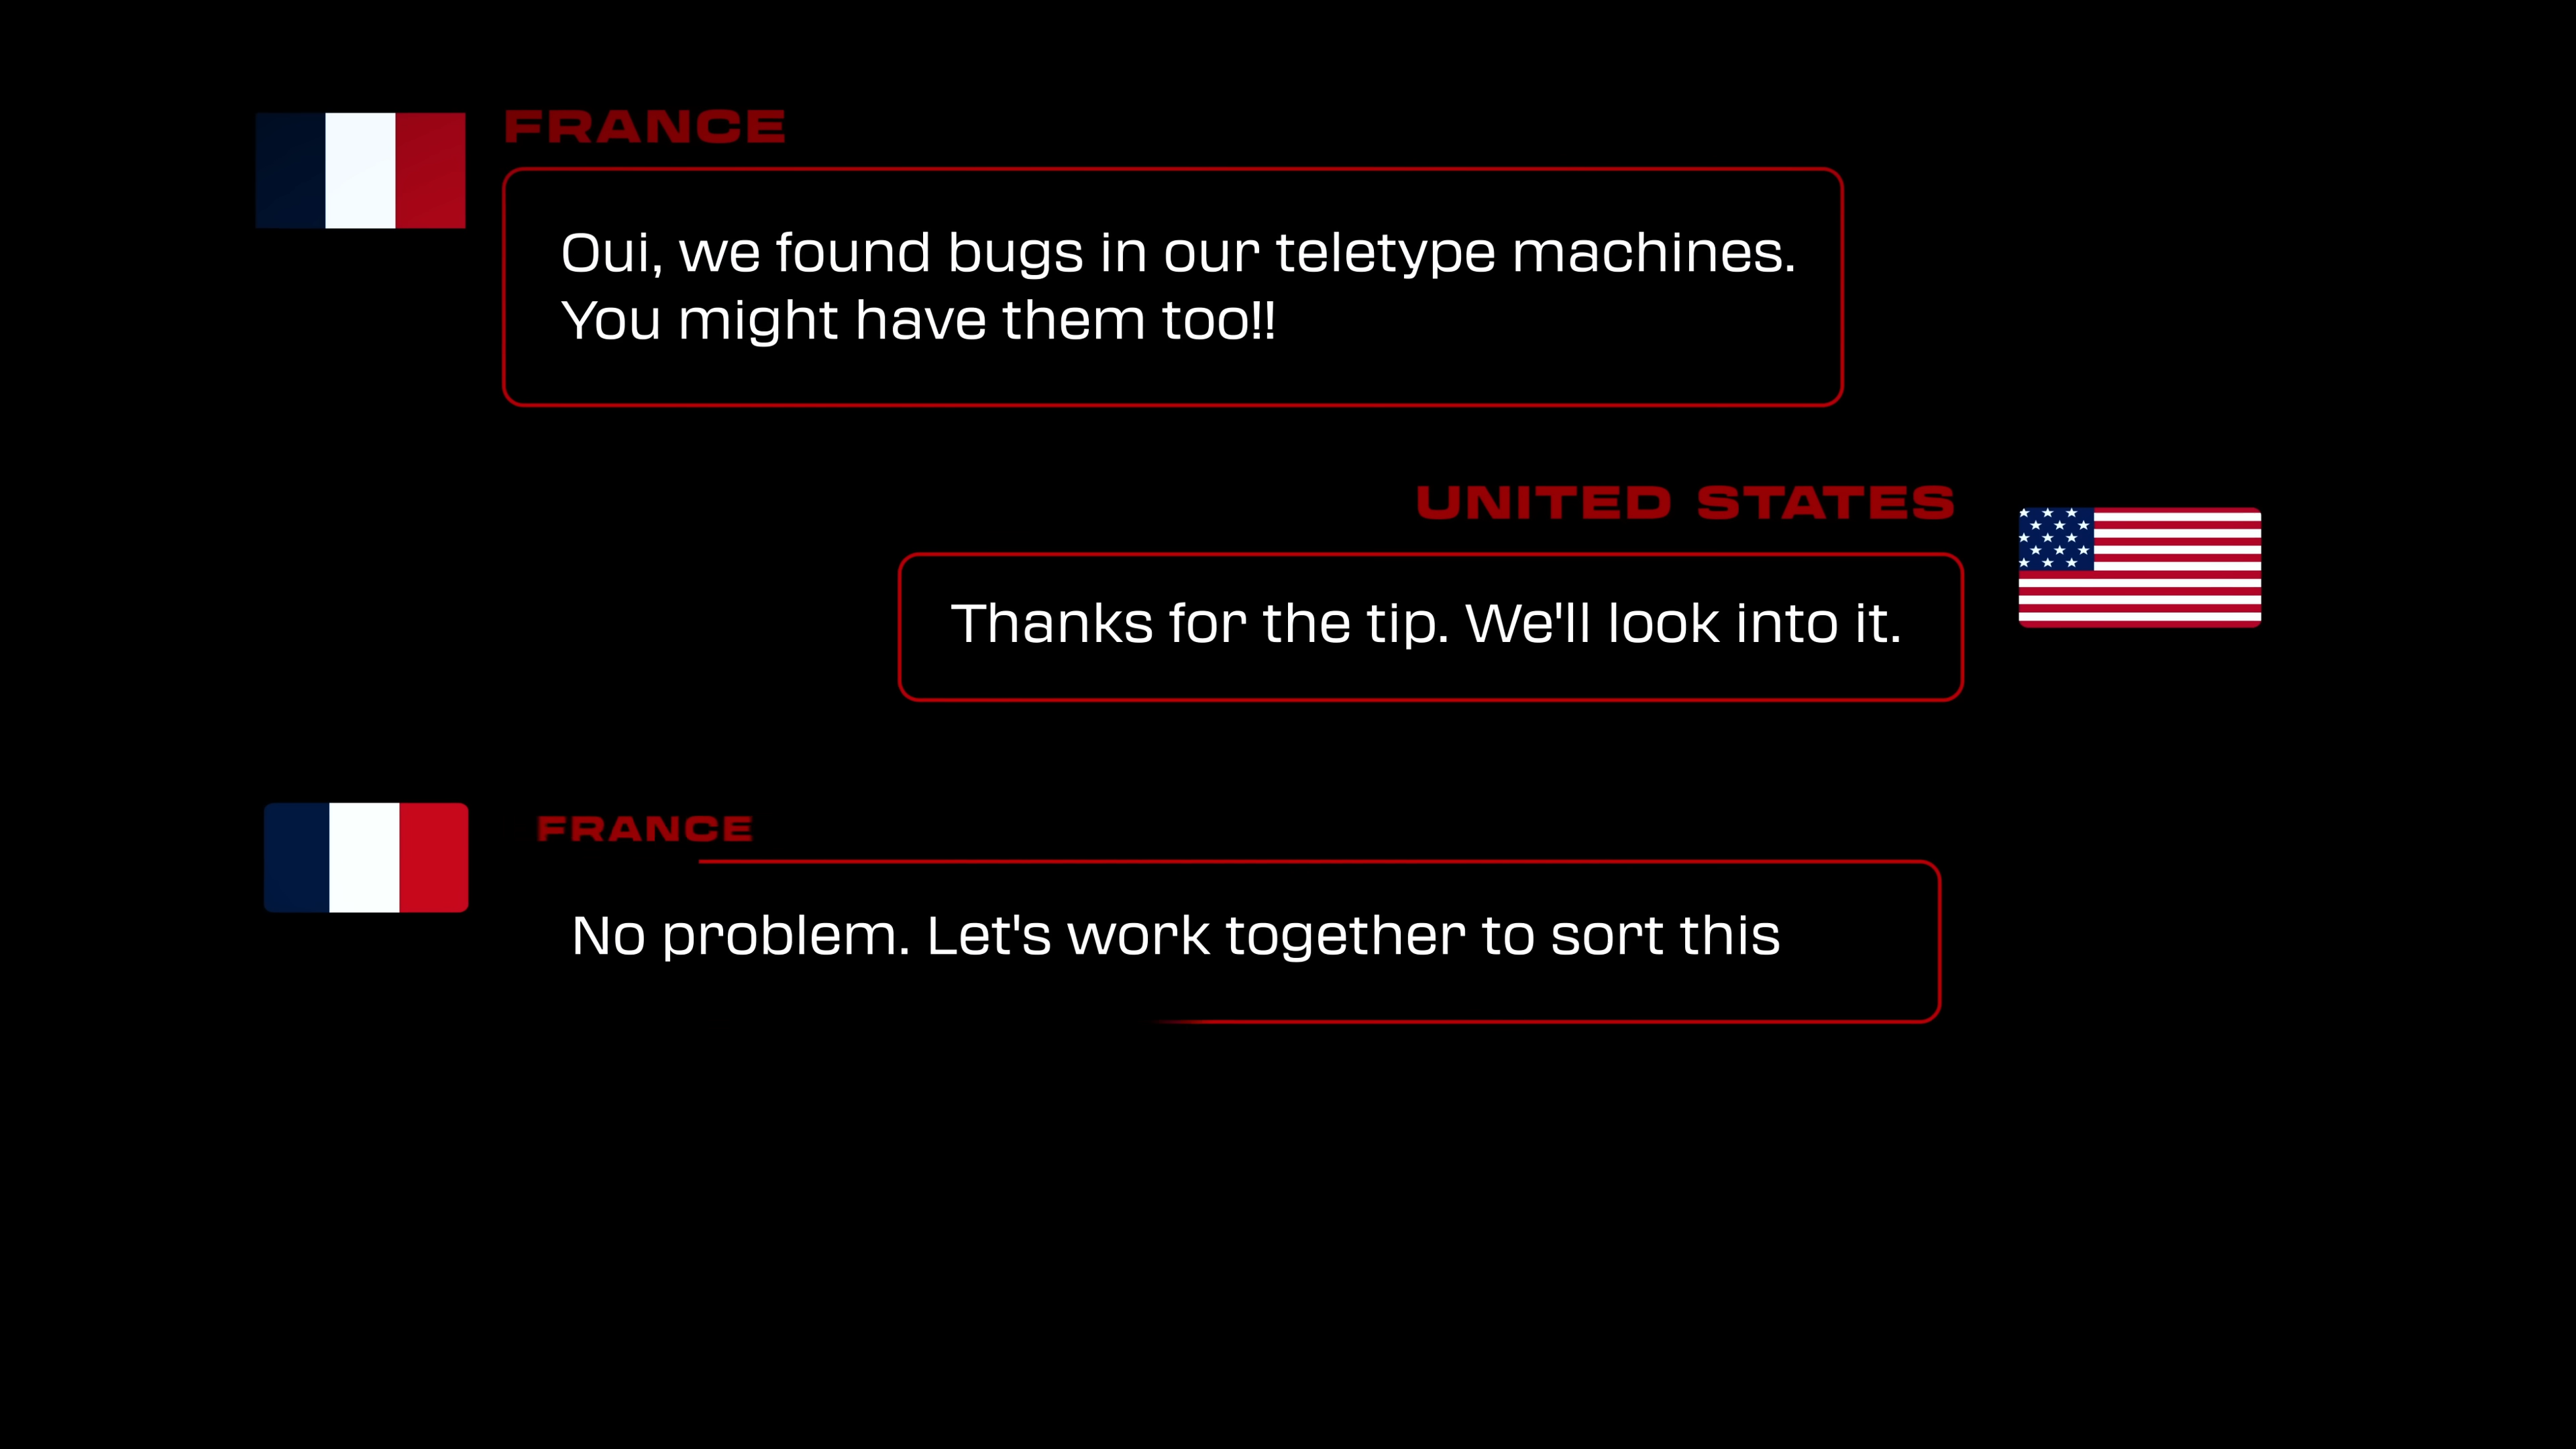 FRANCE
Oui, we found bugs in our teletype machines.
You might have them too!!
UNITED STATES
Thanks for the tip. We'll look into it.
FRANCE
No problem. Let's work together to sort this